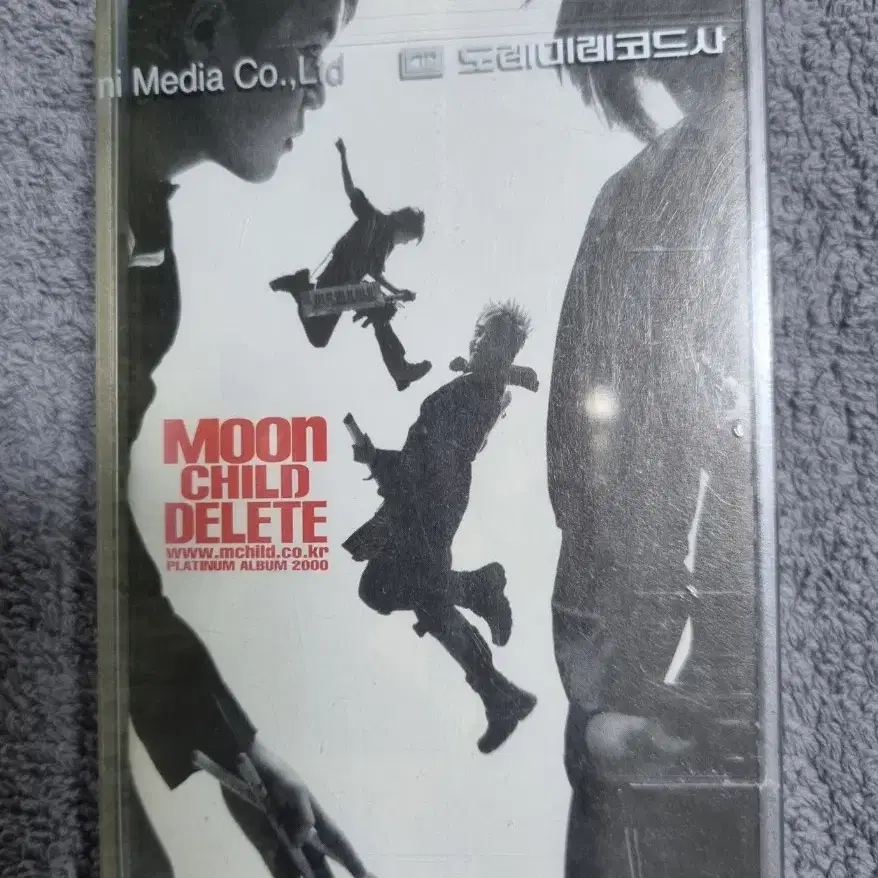 ni Media Co.,Ltd 도레미레코드사
MOON
CHILD
DELETE
www.mchild.co.kr
PLATINUM ALBUM 2000